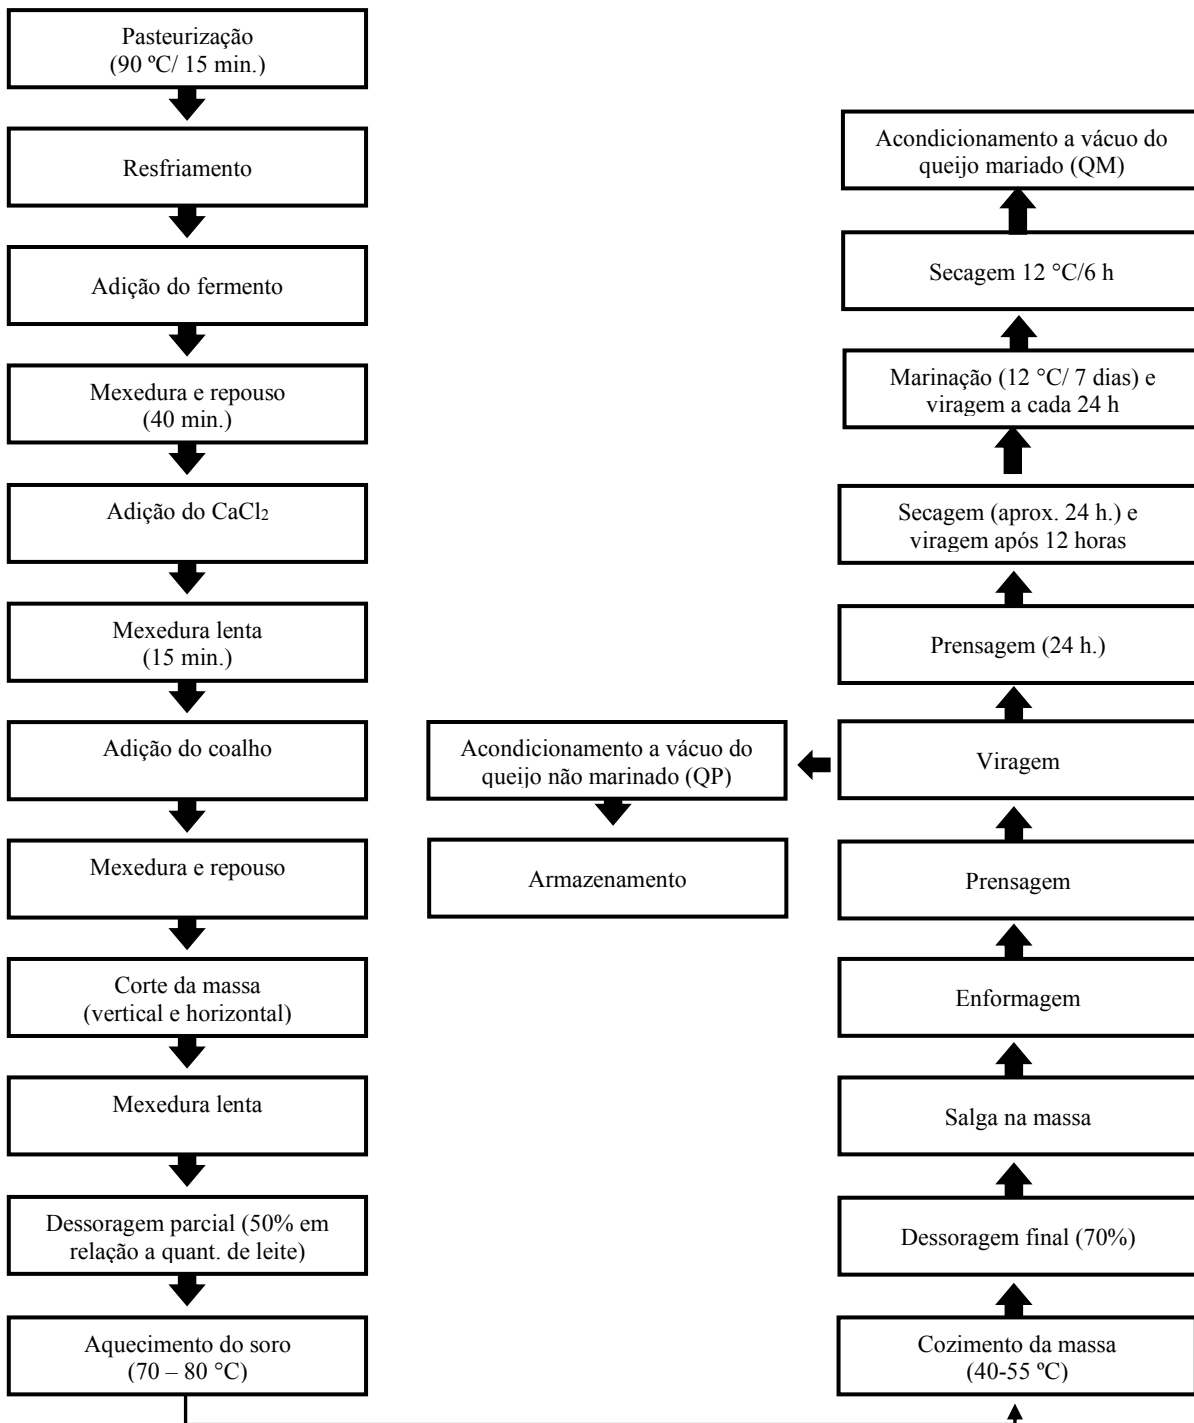 Pasteurização
(90 ºC/ 15 min.)
Resfriamento
Adição do fermento
Mexedura e repouso
(40 min.)
Adição do CaCl₂
Mexedura lenta
(15 min.)
Adição do coalho
Mexedura e repouso
Corte da massa
(vertical e horizontal)
Mexedura lenta
Dessoragem parcial (50% em
relação a quant. de leite)
Aquecimento do soro
(70 – 80 °C)
Cozimento da massa
(40-55 ºC)
Dessoragem final (70%)
Salga na massa
Enformagem
Prensagem
Viragem
Acondicionamento a vácuo do
queijo não marinado (QP)
Armazenamento
Prensagem (24 h.)
Secagem (aprox. 24 h.) e
viragem após 12 horas
Marinação (12 °C/ 7 dias) e
viragem a cada 24 h
Secagem 12 °C/6 h
Acondicionamento a vácuo do
queijo mariado (QM)